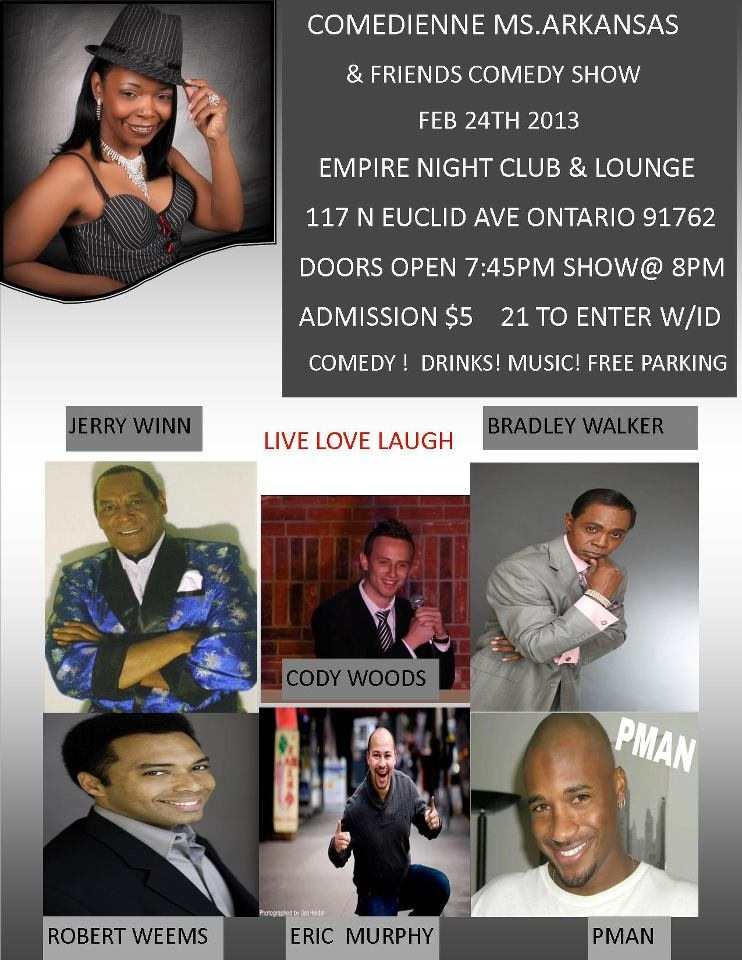 COMEDIENNE MS.ARKANSAS
& FRIENDS COMEDY SHOW
FEB 24TH 2013
EMPIRE NIGHT CLUB & LOUNGE
117 N EUCLID AVE ONTARIO 91762
DOORS OPEN 7:45PM SHOW@ 8PM
ADMISSION $5 21 TO ENTER W/ID
COMEDY ! DRINKS! MUSIC! FREE PARKING
JERRY WINN
LIVE LOVE LAUGH
BRADLEY WALKER
CODY WOODS
PMAN
Photographed by Liza Heider
ROBERT WEEMS
ERIC MURPHY
PMAN